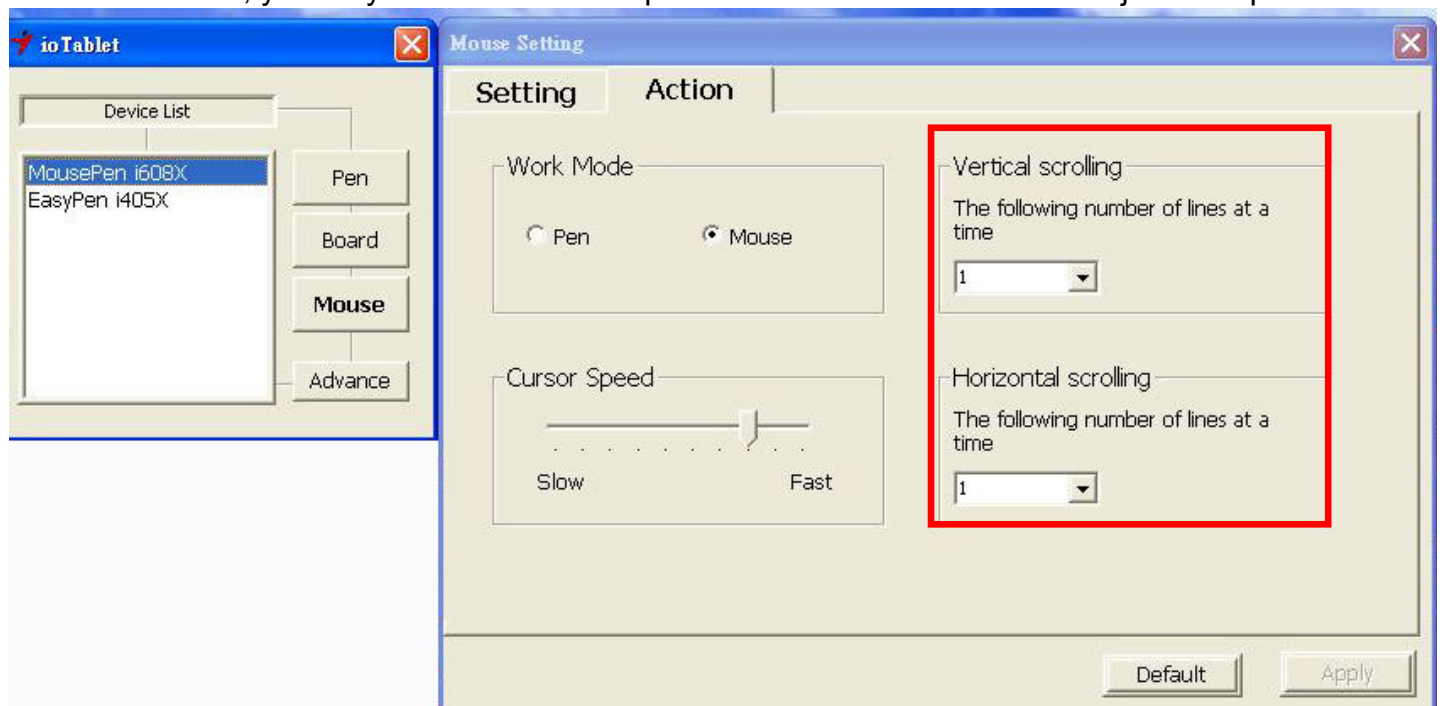 ioTablet
Device List
MousePen i608X
EasyPen i405X
Pen
Board
Mouse
Advance
Mouse Setting
Setting Action
Work Mode
Pen Mouse
Cursor Speed
Slow Fast
Vertical scrolling
The following number of lines at a
time
1
Horizontal scrolling
The following number of lines at a
time
1
Default Apply